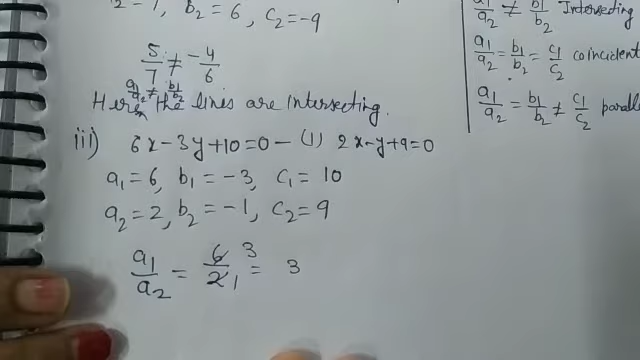 b₂ = 6, c₂ = -9
5/7 ≠ -4/6
a₁/a₂ ≠ b₁/b₂
Here, the lines are intersecting.
iii) 6x - 3y + 10 = 0 - (1) 2x - y + 9 = 0
a₁ = 6, b₁ = -3, c₁ = 10
a₂ = 2, b₂ = -1, c₂ = 9
a₁/a₂ = 6/2 3/1 = 3
a₁/a₂ ≠ b₁/b₂ Intersecting
a₁/a₂ = b₁/b₂ = c₁/c₂ coincident
a₁/a₂ = b₁/b₂ ≠ c₁/c₂